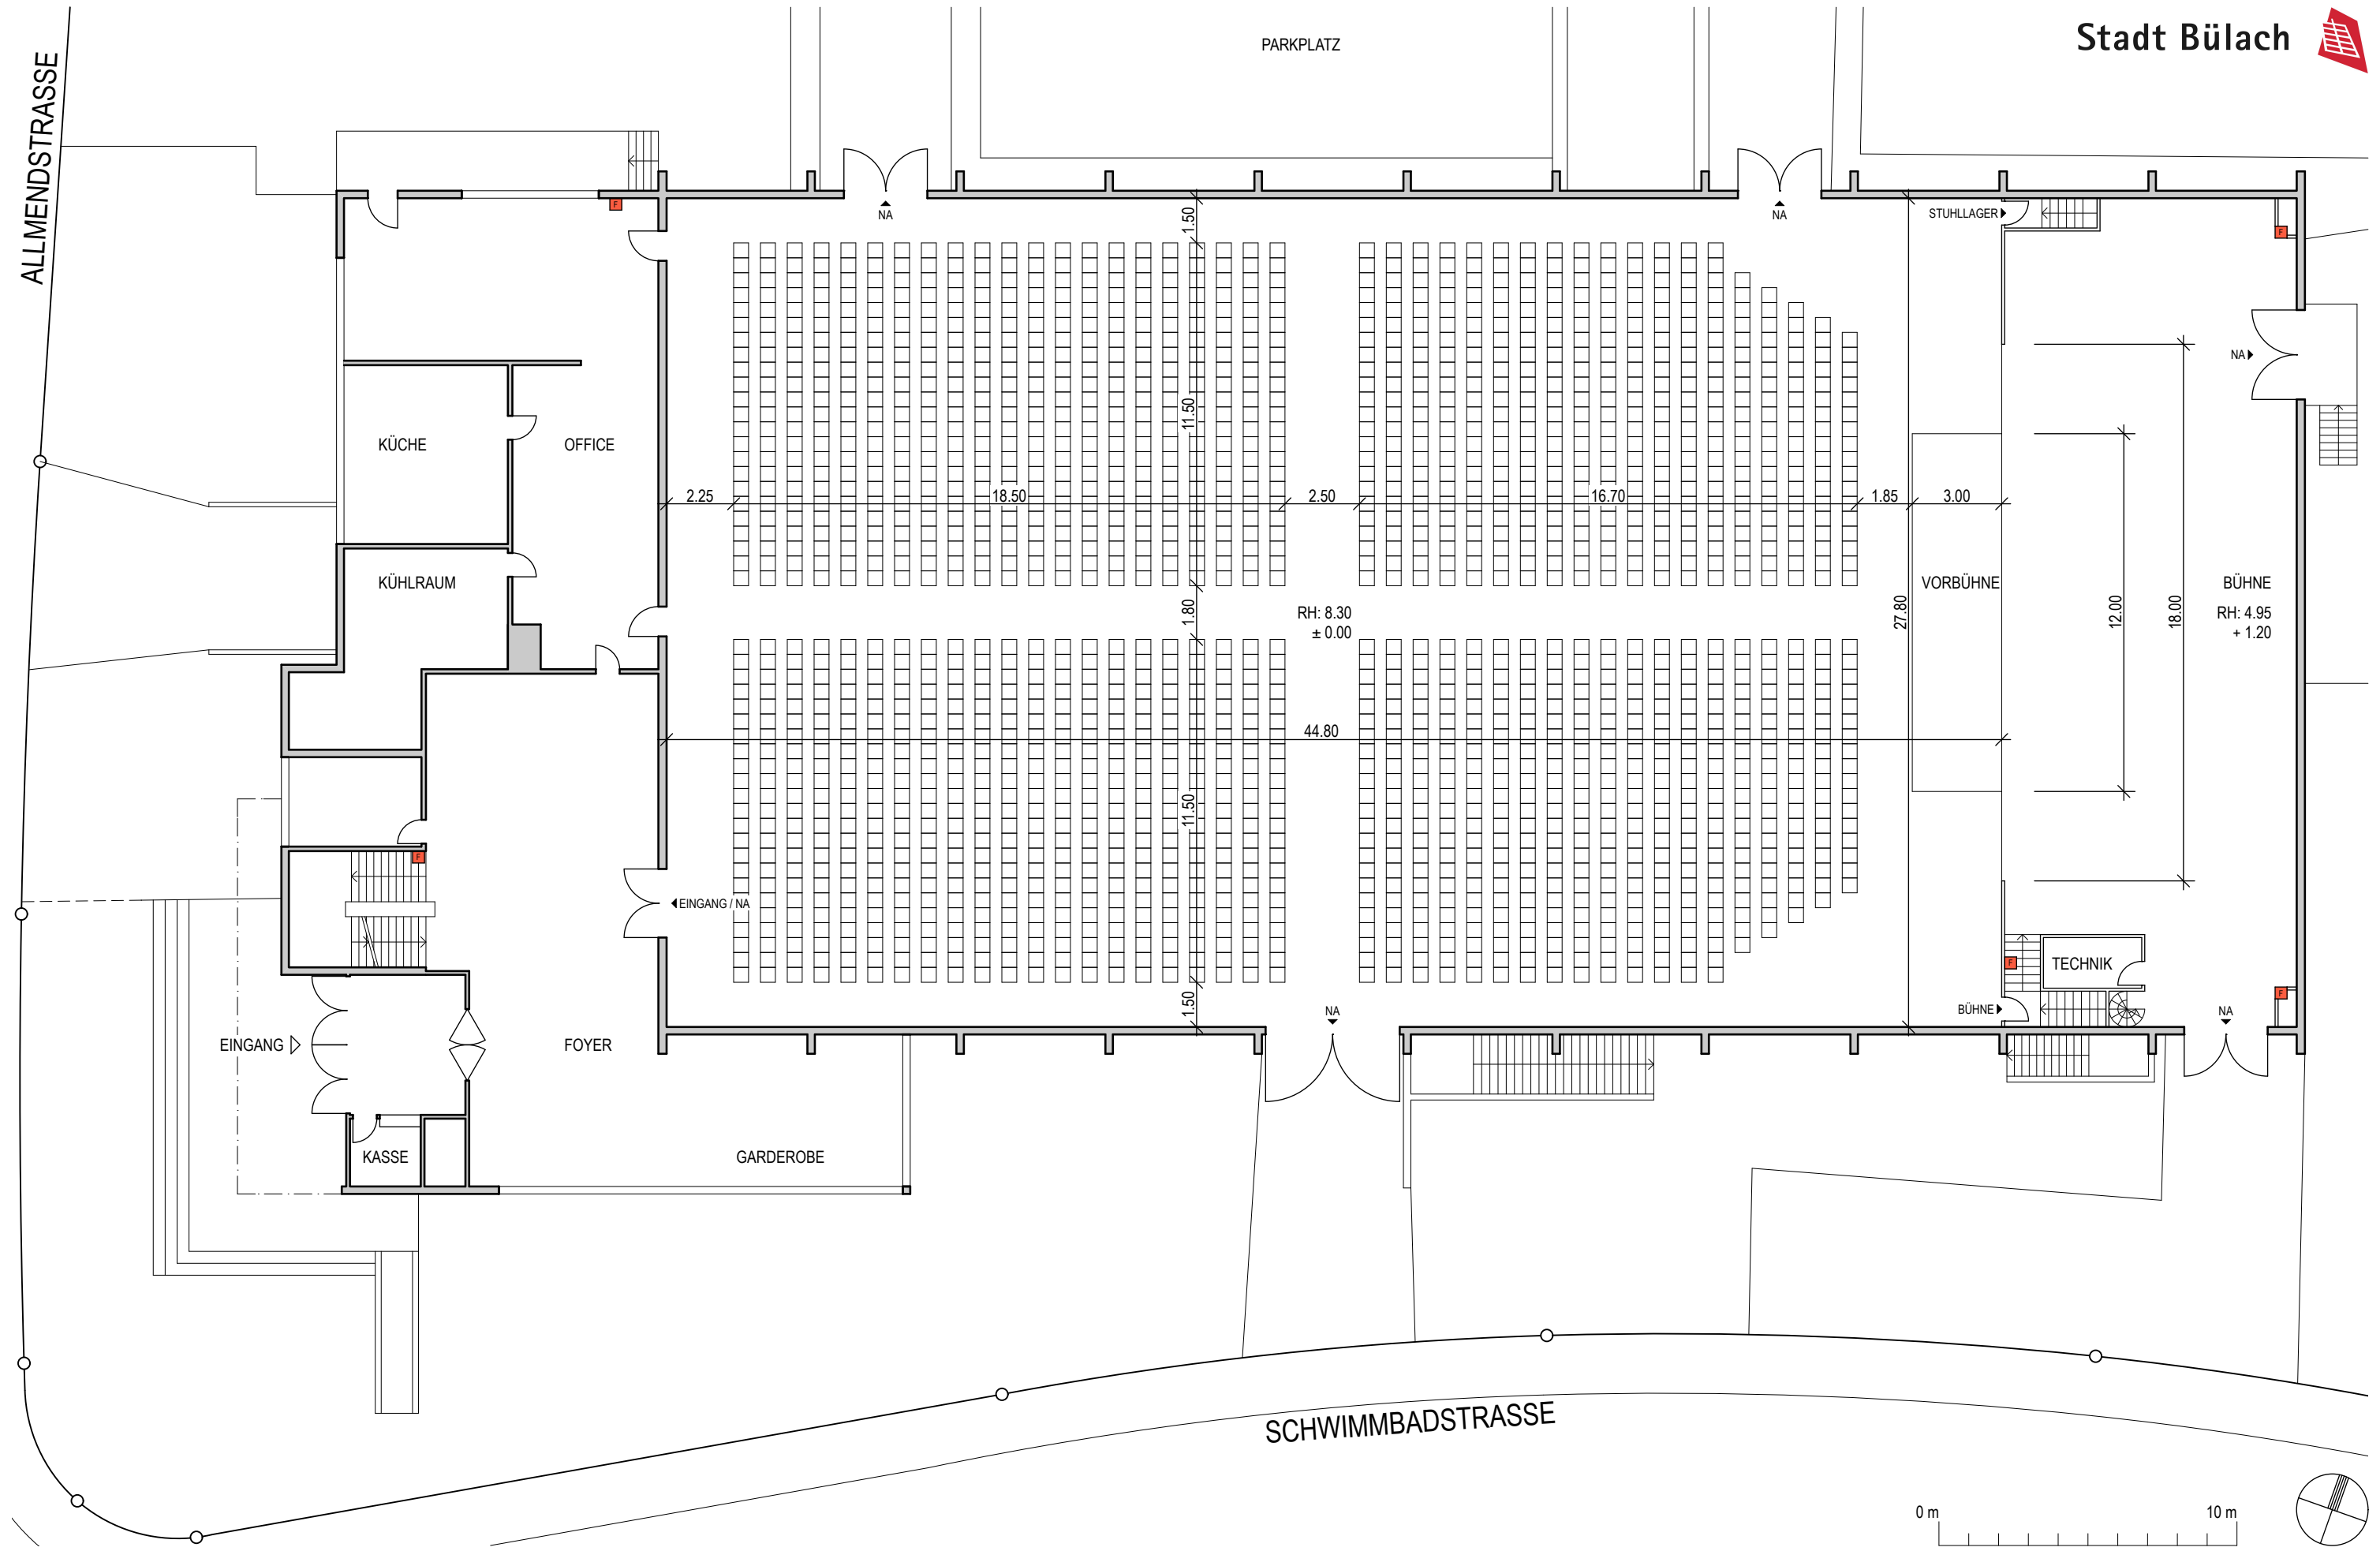 Stadt Bülach
PARKPLATZ
ALLMENDSTRASSE
F
NA
NA
1.50
STUHLLAGER
F
NA
11.50
KÜCHE
OFFICE
2.25
18.50
2.50
16.70
1.85
3.00
KÜHLRAUM
VORBÜHNE
BÜHNE
1.80
RH: 8.30
± 0.00
27.80
12.00
18.00
RH: 4.95
+ 1.20
44.80
11.50
F
EINGANG / NA
F
TECHNIK
F
1.50
NA
BÜHNE
NA
EINGANG
FOYER
KASSE
GARDEROBE
SCHWIMMBADSTRASSE
0 m
10 m